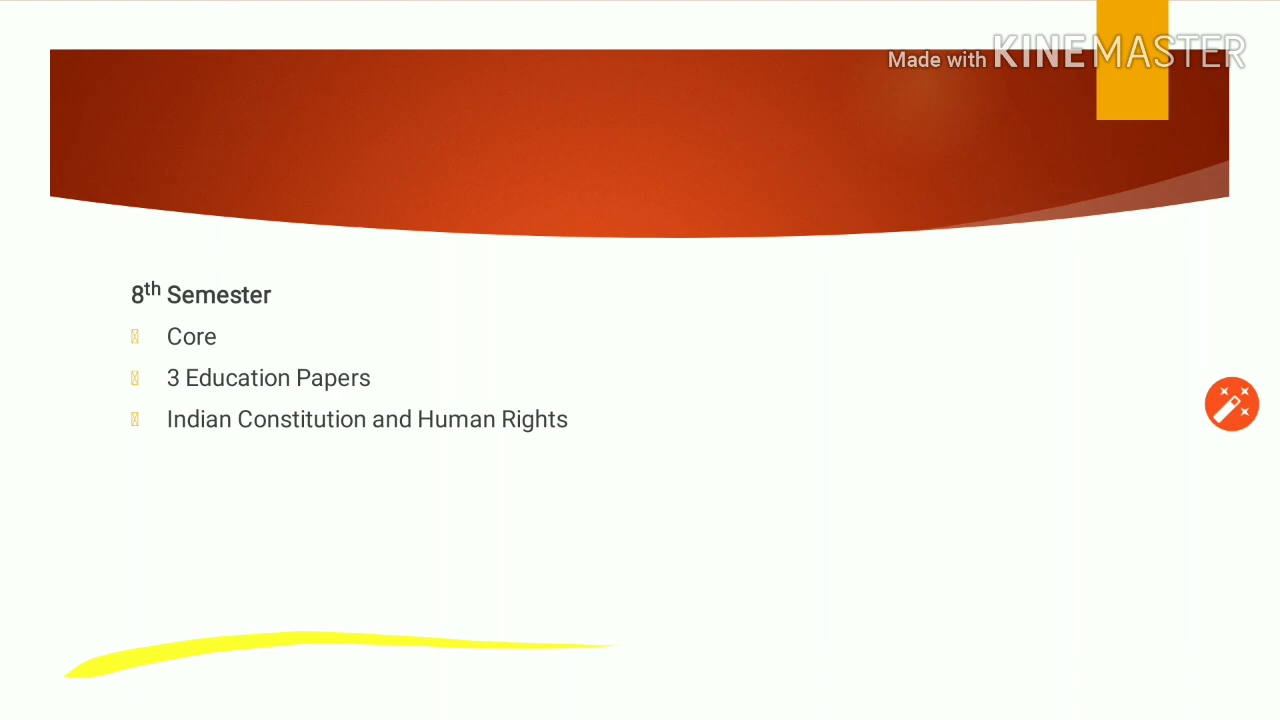 Made with KINEMASTER
8th Semester
Core
3 Education Papers
Indian Constitution and Human Rights